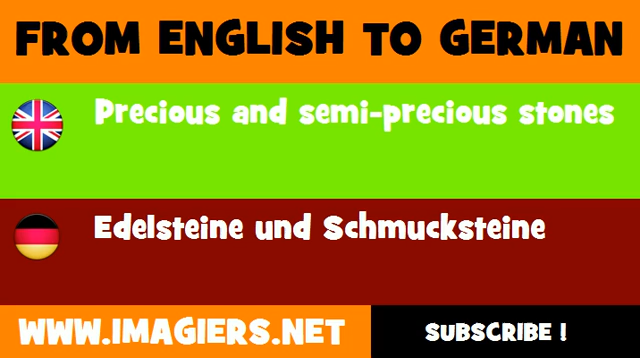 FROM ENGLISH TO GERMAN
Precious and semi-precious stones
Edelsteine und Schmucksteine
WWW.IMAGIERS.NET
SUBSCRIBE !